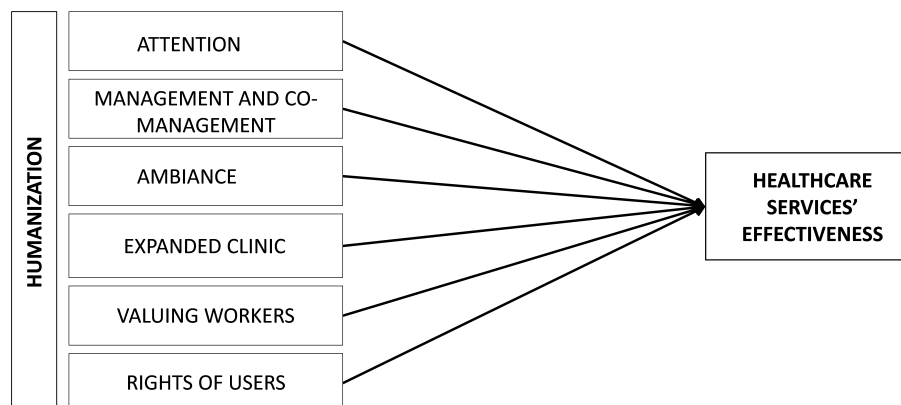 HUMANIZATION
ATTENTION
MANAGEMENT AND CO-
MANAGEMENT
AMBIANCE
EXPANDED CLINIC
VALUING WORKERS
RIGHTS OF USERS
HEALTHCARE
SERVICES’
EFFECTIVENESS